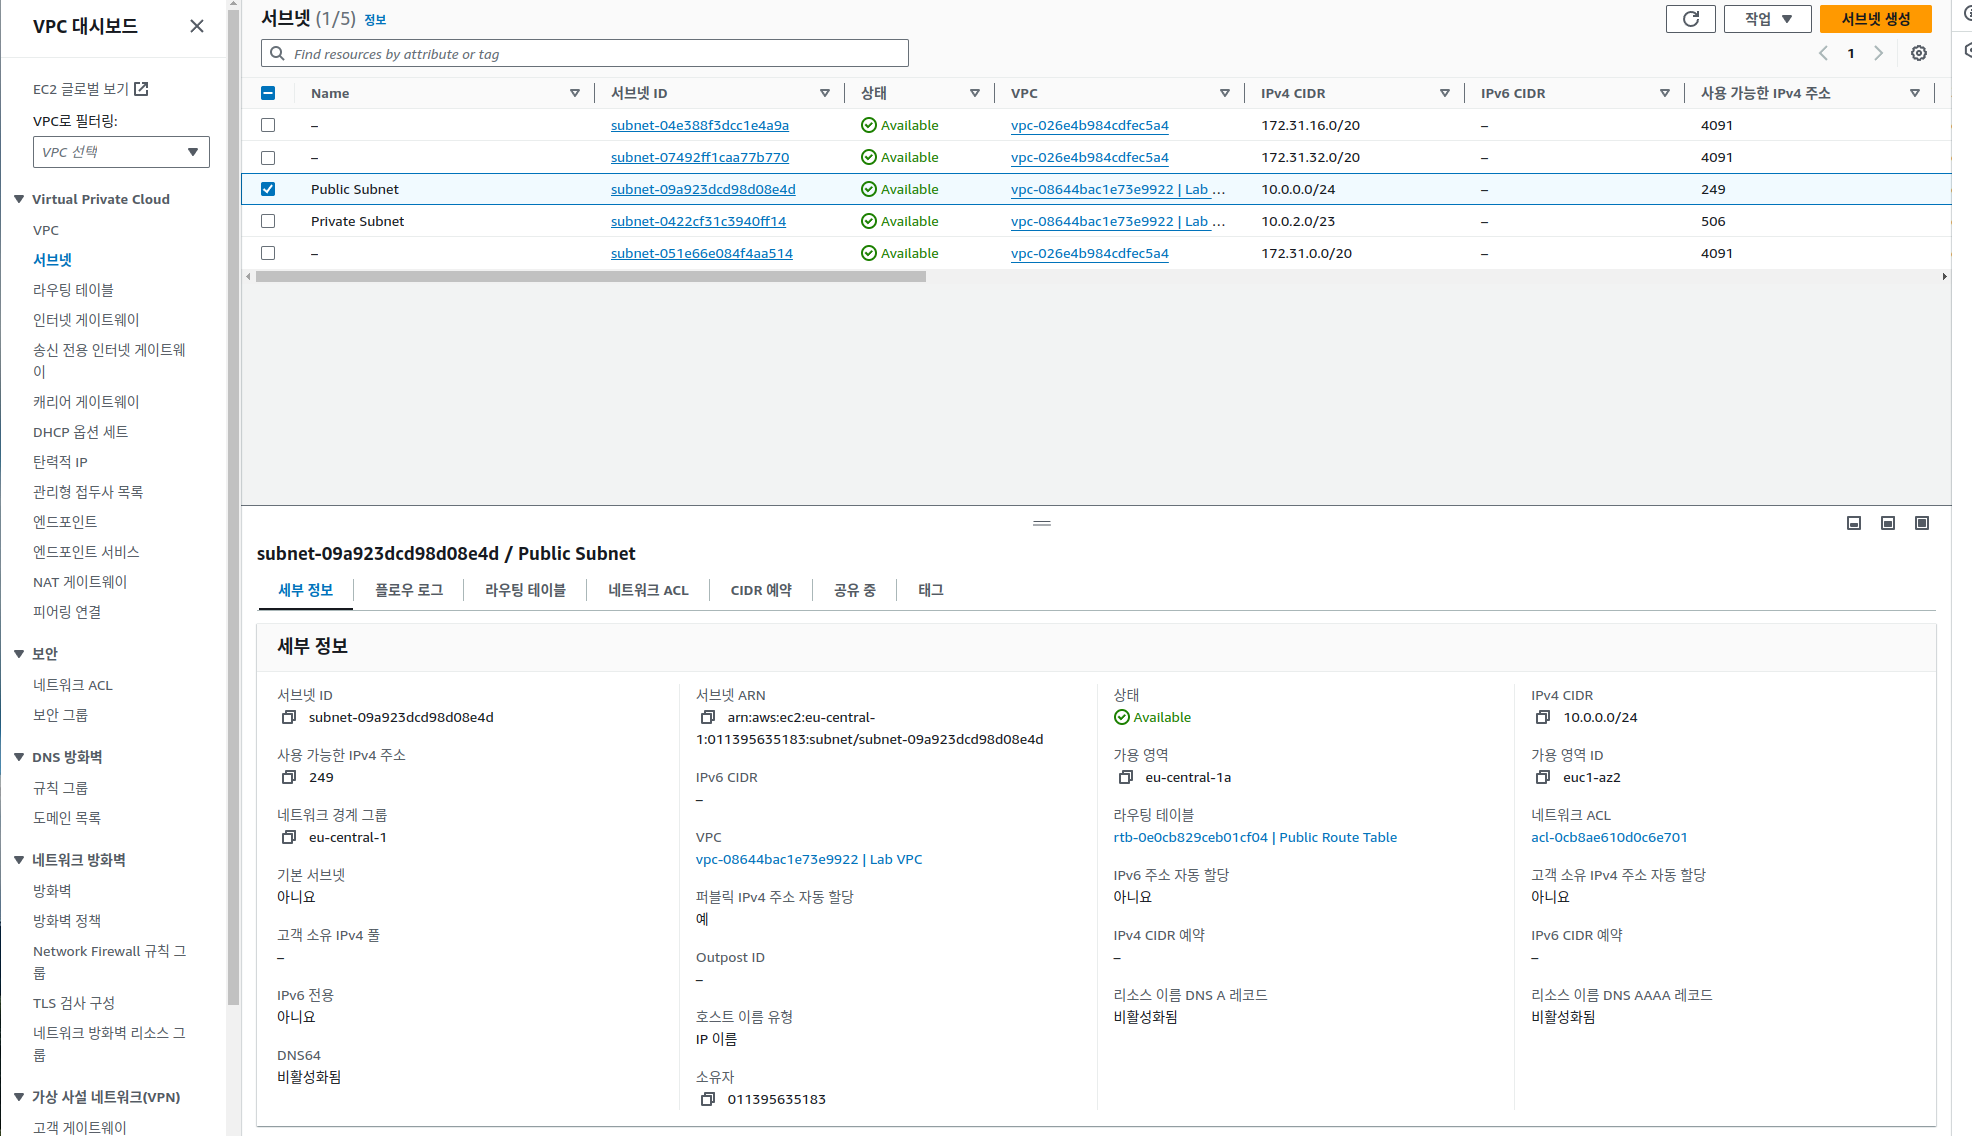 VPC 대시보드
EC2 글로벌 보기
VPC로 필터링:
VPC 선택
Virtual Private Cloud
VPC
서브넷
라우팅 테이블
인터넷 게이트웨이
송신 전용 인터넷 게이트웨
이
캐리어 게이트웨이
DHCP 옵션 세트
탄력적 IP
관리형 접두사 목록
엔드포인트
엔드포인트 서비스
NAT 게이트웨이
피어링 연결
보안
네트워크 ACL
보안 그룹
DNS 방화벽
규칙 그룹
도메인 목록
네트워크 방화벽
방화벽
방화벽 정책
Network Firewall 규칙 그
룹
TLS 검사 구성
네트워크 방화벽 리소스 그
룹
가상 사설 네트워크(VPN)
고객 게이트웨이
서브넷 (1/5) 정보
작업 서브넷 생성
Find resources by attribute or tag
1
Name 서브넷 ID 상태 VPC IPv4 CIDR IPv6 CIDR 사용 가능한 IPv4 주소
– subnet-04e388f3dcc1e4a9a Available vpc-026e4b984cdfec5a4 172.31.16.0/20 – 4091
– subnet-07492ff1caa77b770 Available vpc-026e4b984cdfec5a4 172.31.32.0/20 – 4091
Public Subnet subnet-09a923dcd98d08e4d Available vpc-08644bac1e73e9922 | Lab ... 10.0.0.0/24 – 249
Private Subnet subnet-0422cf31c3940ff14 Available vpc-08644bac1e73e9922 | Lab ... 10.0.2.0/23 – 506
– subnet-051e66e084f4aa514 Available vpc-026e4b984cdfec5a4 172.31.0.0/20 – 4091
subnet-09a923dcd98d08e4d / Public Subnet
세부 정보 플로우 로그 라우팅 테이블 네트워크 ACL CIDR 예약 공유 중 태그
세부 정보
서브넷 ID
subnet-09a923dcd98d08e4d
사용 가능한 IPv4 주소
249
네트워크 경계 그룹
eu-central-1
기본 서브넷
아니요
고객 소유 IPv4 풀
–
IPv6 전용
아니요
DNS64
비활성화됨
서브넷 ARN
arn:aws:ec2:eu-central-
1:011395635183:subnet/subnet-09a923dcd98d08e4d
IPv6 CIDR
–
VPC
vpc-08644bac1e73e9922 | Lab VPC
퍼블릭 IPv4 주소 자동 할당
예
Outpost ID
–
호스트 이름 유형
IP 이름
소유자
011395635183
상태
Available
가용 영역
eu-central-1a
라우팅 테이블
rtb-0e0cb829ceb01cf04 | Public Route Table
IPv6 주소 자동 할당
아니요
IPv4 CIDR 예약
–
리소스 이름 DNS A 레코드
비활성화됨
IPv4 CIDR
10.0.0.0/24
가용 영역 ID
euc1-az2
네트워크 ACL
acl-0cb8ae610d0c6e701
고객 소유 IPv4 주소 자동 할당
아니요
IPv6 CIDR 예약
–
리소스 이름 DNS AAAA 레코드
비활성화됨